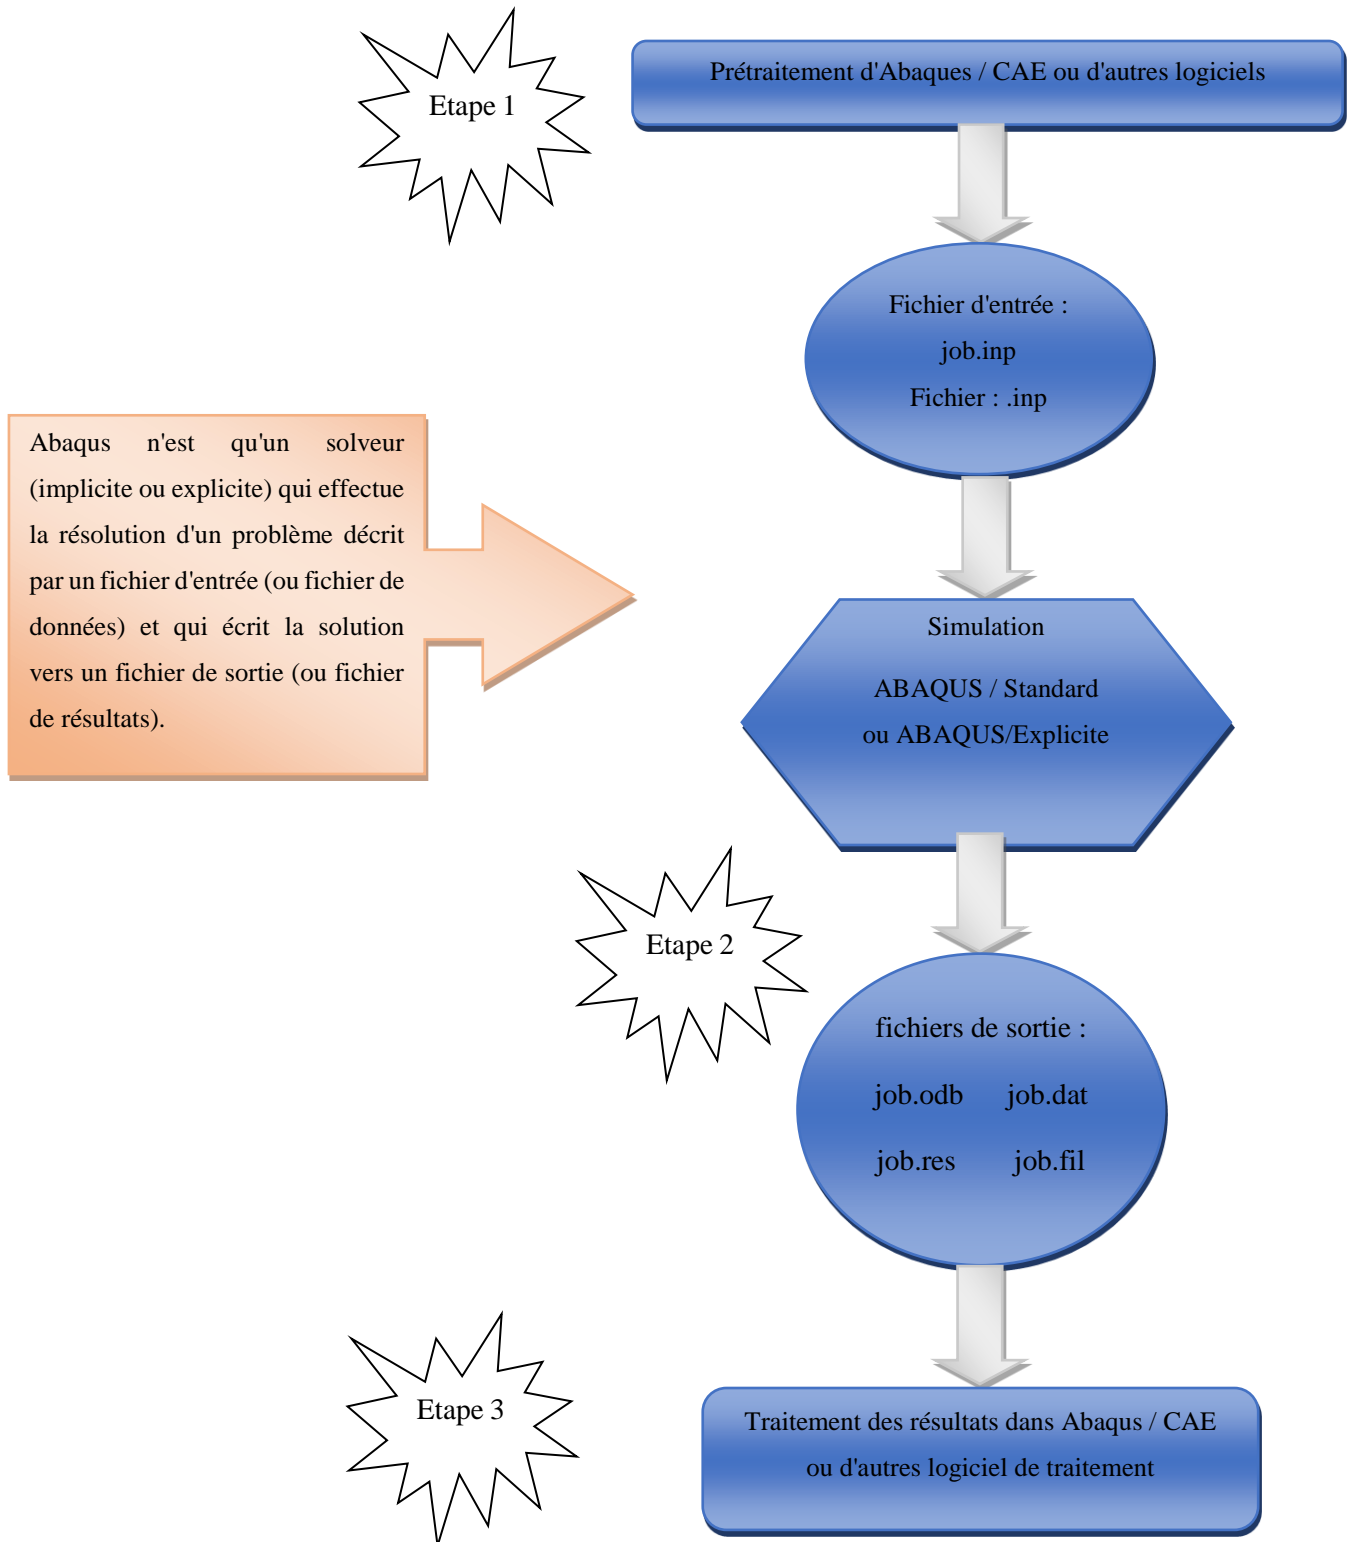 Etape 1
Prétraitement d'Abaques / CAE ou d'autres logiciels
Fichier d'entrée :
job.inp
Fichier : .inp
Abaqus n'est qu'un solveur
(implicite ou explicite) qui effectue
la résolution d'un problème décrit
par un fichier d'entrée (ou fichier de
données) et qui écrit la solution
vers un fichier de sortie (ou fichier
de résultats).
Simulation
ABAQUS / Standard
ou ABAQUS/Explicite
Etape 2
fichiers de sortie :
job.odb job.dat
job.res job.fil
Etape 3
Traitement des résultats dans Abaqus / CAE
ou d'autres logiciel de traitement